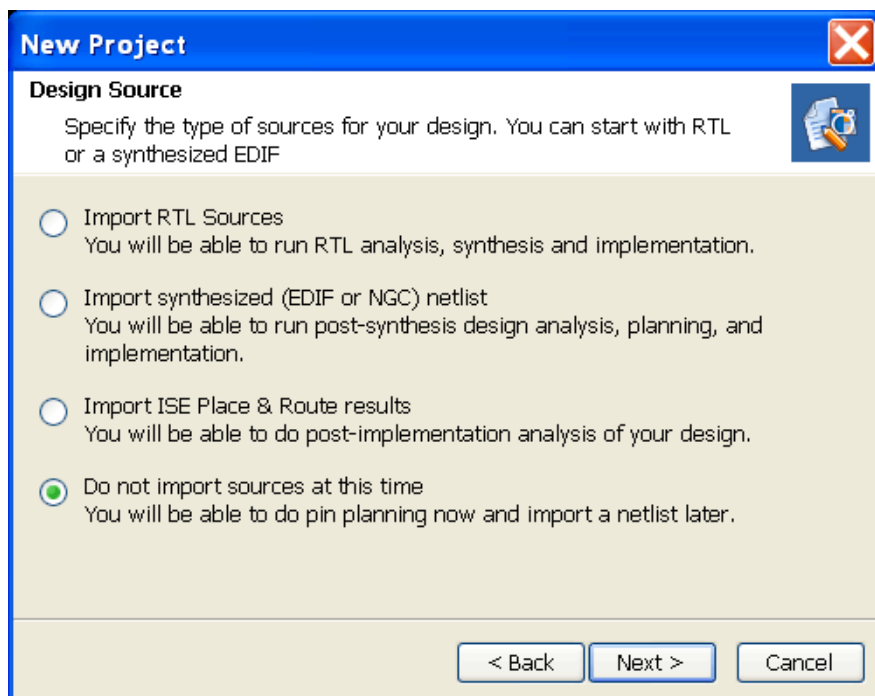 New Project
Design Source
Specify the type of sources for your design. You can start with RTL
or a synthesized EDIF
Import RTL Sources
You will be able to run RTL analysis, synthesis and implementation.
Import synthesized (EDIF or NGC) netlist
You will be able to run post-synthesis design analysis, planning, and
implementation.
Import ISE Place & Route results
You will be able to do post-implementation analysis of your design.
Do not import sources at this time
You will be able to do pin planning now and import a netlist later.
< Back
Next >
Cancel